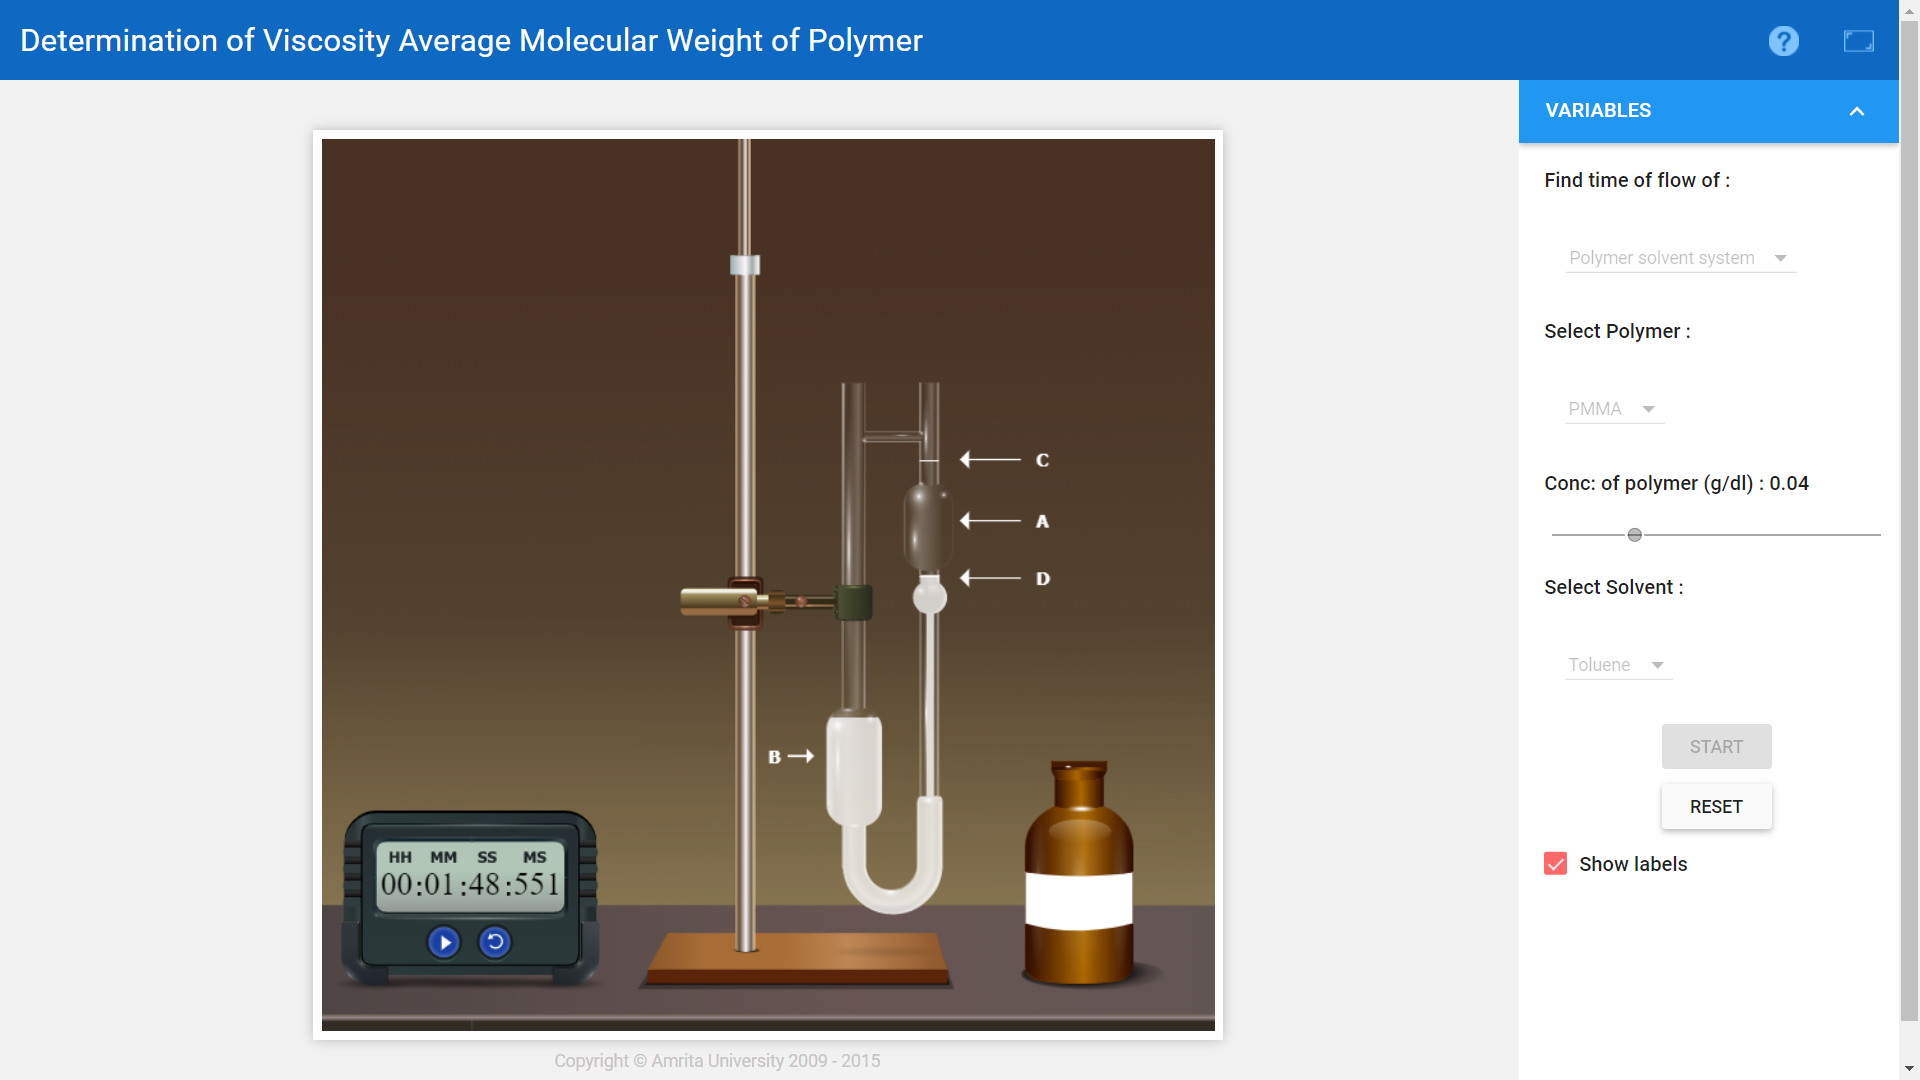 Determination of Viscosity Average Molecular Weight of Polymer
?
VARIABLES
Find time of flow of :
Polymer solvent system
Select Polymer :
PMMA
Conc: of polymer (g/dl) : 0.04
Select Solvent :
Toluene
START
RESET
Show labels
C
A
D
B
HH MM SS MS
00:01:48:551
Copyright © Amrita University 2009 - 2015